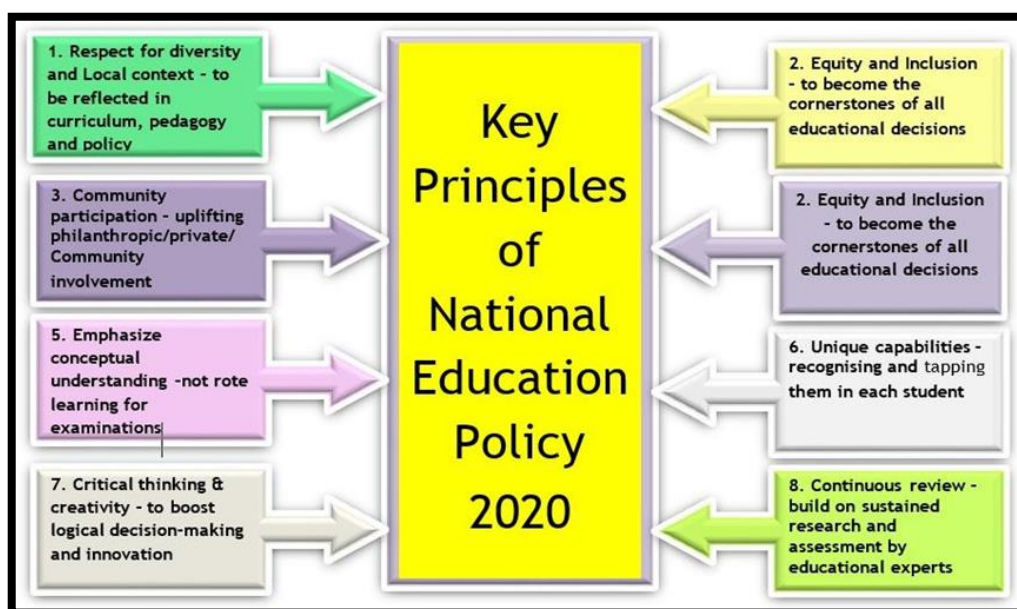 1. Respect for diversity
and Local context - to
be reflected in
curriculum, pedagogy
and policy
2. Equity and Inclusion
- to become the
cornerstones of all
educational decisions
3. Community
participation - uplifting
philanthropic/private/
Community
involvement
2. Equity and Inclusion
- to become the
cornerstones of all
educational decisions
5. Emphasize
conceptual
understanding -not rote
learning for
examinations
6. Unique capabilities -
recognising and tapping
them in each student
7. Critical thinking &
creativity - to boost
logical decision-making
and innovation
8. Continuous review -
build on sustained
research and
assessment by
educational experts
Key
Principles
of
National
Education
Policy
2020